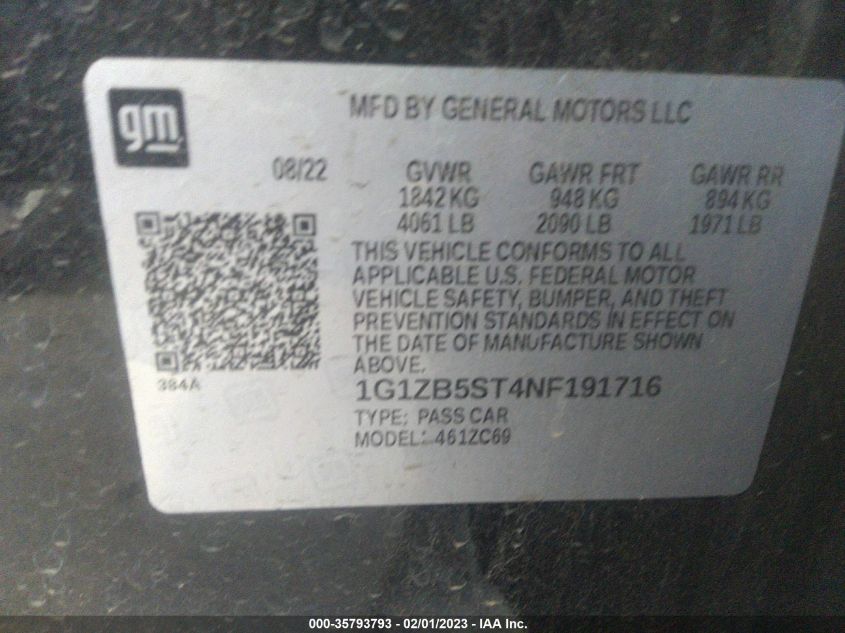 gm
MFD BY GENERAL MOTORS LLC
08/22 GVWR GAWR FRT GAWR RR
1842 KG 948 KG 894 KG
4061 LB 2090 LB 1971 LB
THIS VEHICLE CONFORMS TO ALL
APPLICABLE U.S. FEDERAL MOTOR
VEHICLE SAFETY, BUMPER, AND THEFT
PREVENTION STANDARDS IN EFFECT ON
THE DATE OF MANUFACTURE SHOWN
ABOVE.
384A
1G1ZB5ST4NF191716
TYPE: PASS CAR
MODEL: 461ZC69
000-35793793 - 02/01/2023 - IAA Inc.